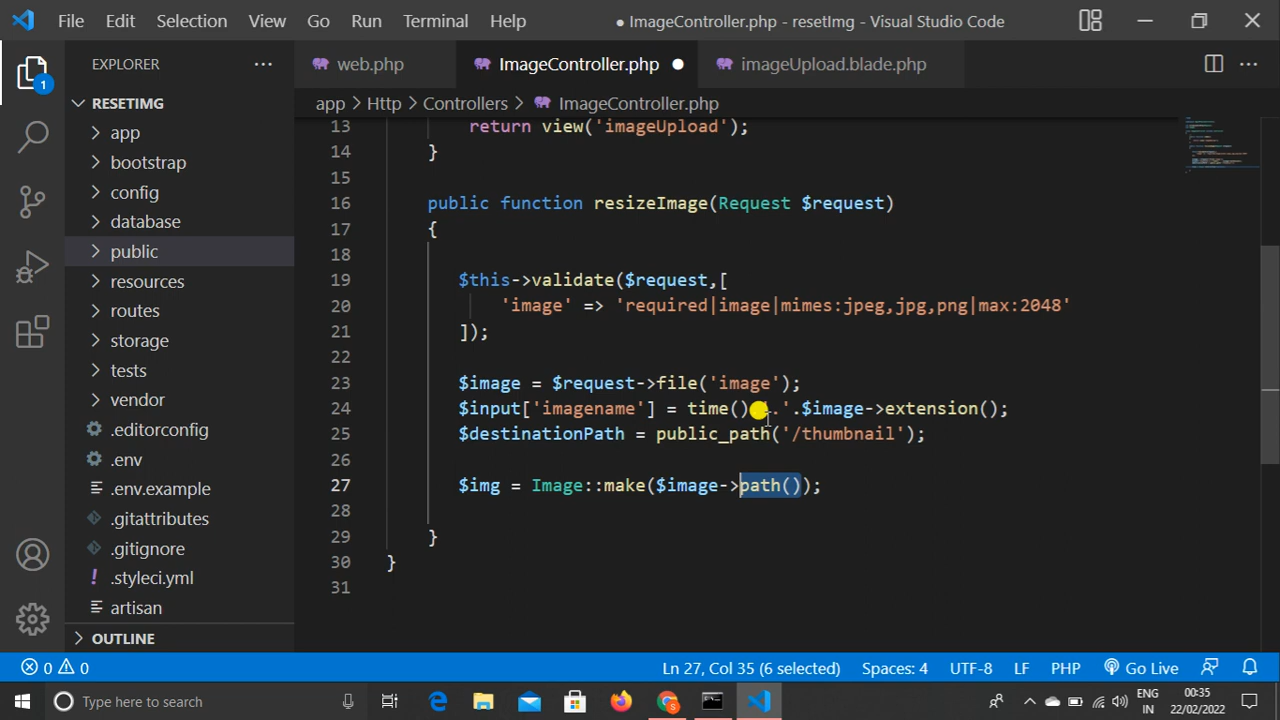 File Edit Selection View Go Run Terminal Help ● ImageController.php - resetImg - Visual Studio Code
EXPLORER ...
web.php
ImageController.php ●
imageUpload.blade.php
app > Http > Controllers > ImageController.php
RESETIMG
app
bootstrap
config
database
public
resources
routes
storage
tests
vendor
.editorconfig
.env
.env.example
.gitattributes
.gitignore
.styleci.yml
artisan
OUTLINE
1
13 return view('imageUpload');
14 }
15
16 public function resizeImage(Request $request)
17 {
18
19 $this->validate($request,[
20 'image' => 'required|image|mimes:jpeg,jpg,png|max:2048'
21 ]);
22
23 $image = $request->file('image');
24 $input['imagename'] = time() .'.$image->extension();
25 $destinationPath = public_path('/thumbnail');
26
27 $img = Image::make($image->path());
28
29 }
30 }
31
0 0 Ln 27, Col 35 (6 selected) Spaces: 4 UTF-8 LF PHP Go Live
Type here to search
ENG
IN
00:35
22/02/2022